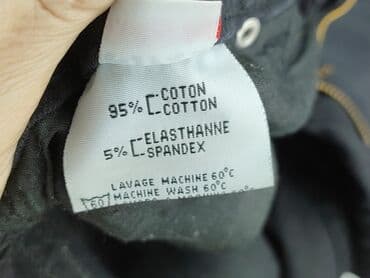 95% COTON
COTTON
5% ELASTHANNE
SPANDEX
LAVAGE MACHINE 60°C
60 MACHINE WASH 60°C